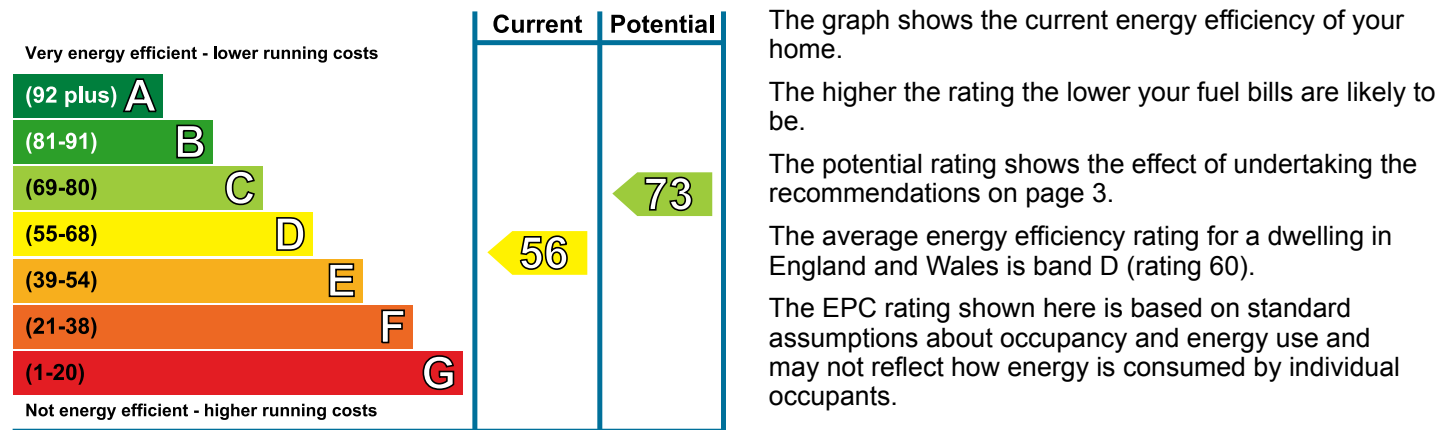 Current Potential
Very energy efficient - lower running costs
(92 plus) A
(81-91) B
(69-80) C
73
(55-68) D
56
(39-54) E
(21-38) F
(1-20) G
Not energy efficient - higher running costs
The graph shows the current energy efficiency of your
home.
The higher the rating the lower your fuel bills are likely to
be.
The potential rating shows the effect of undertaking the
recommendations on page 3.
The average energy efficiency rating for a dwelling in
England and Wales is band D (rating 60).
The EPC rating shown here is based on standard
assumptions about occupancy and energy use and
may not reflect how energy is consumed by individual
occupants.